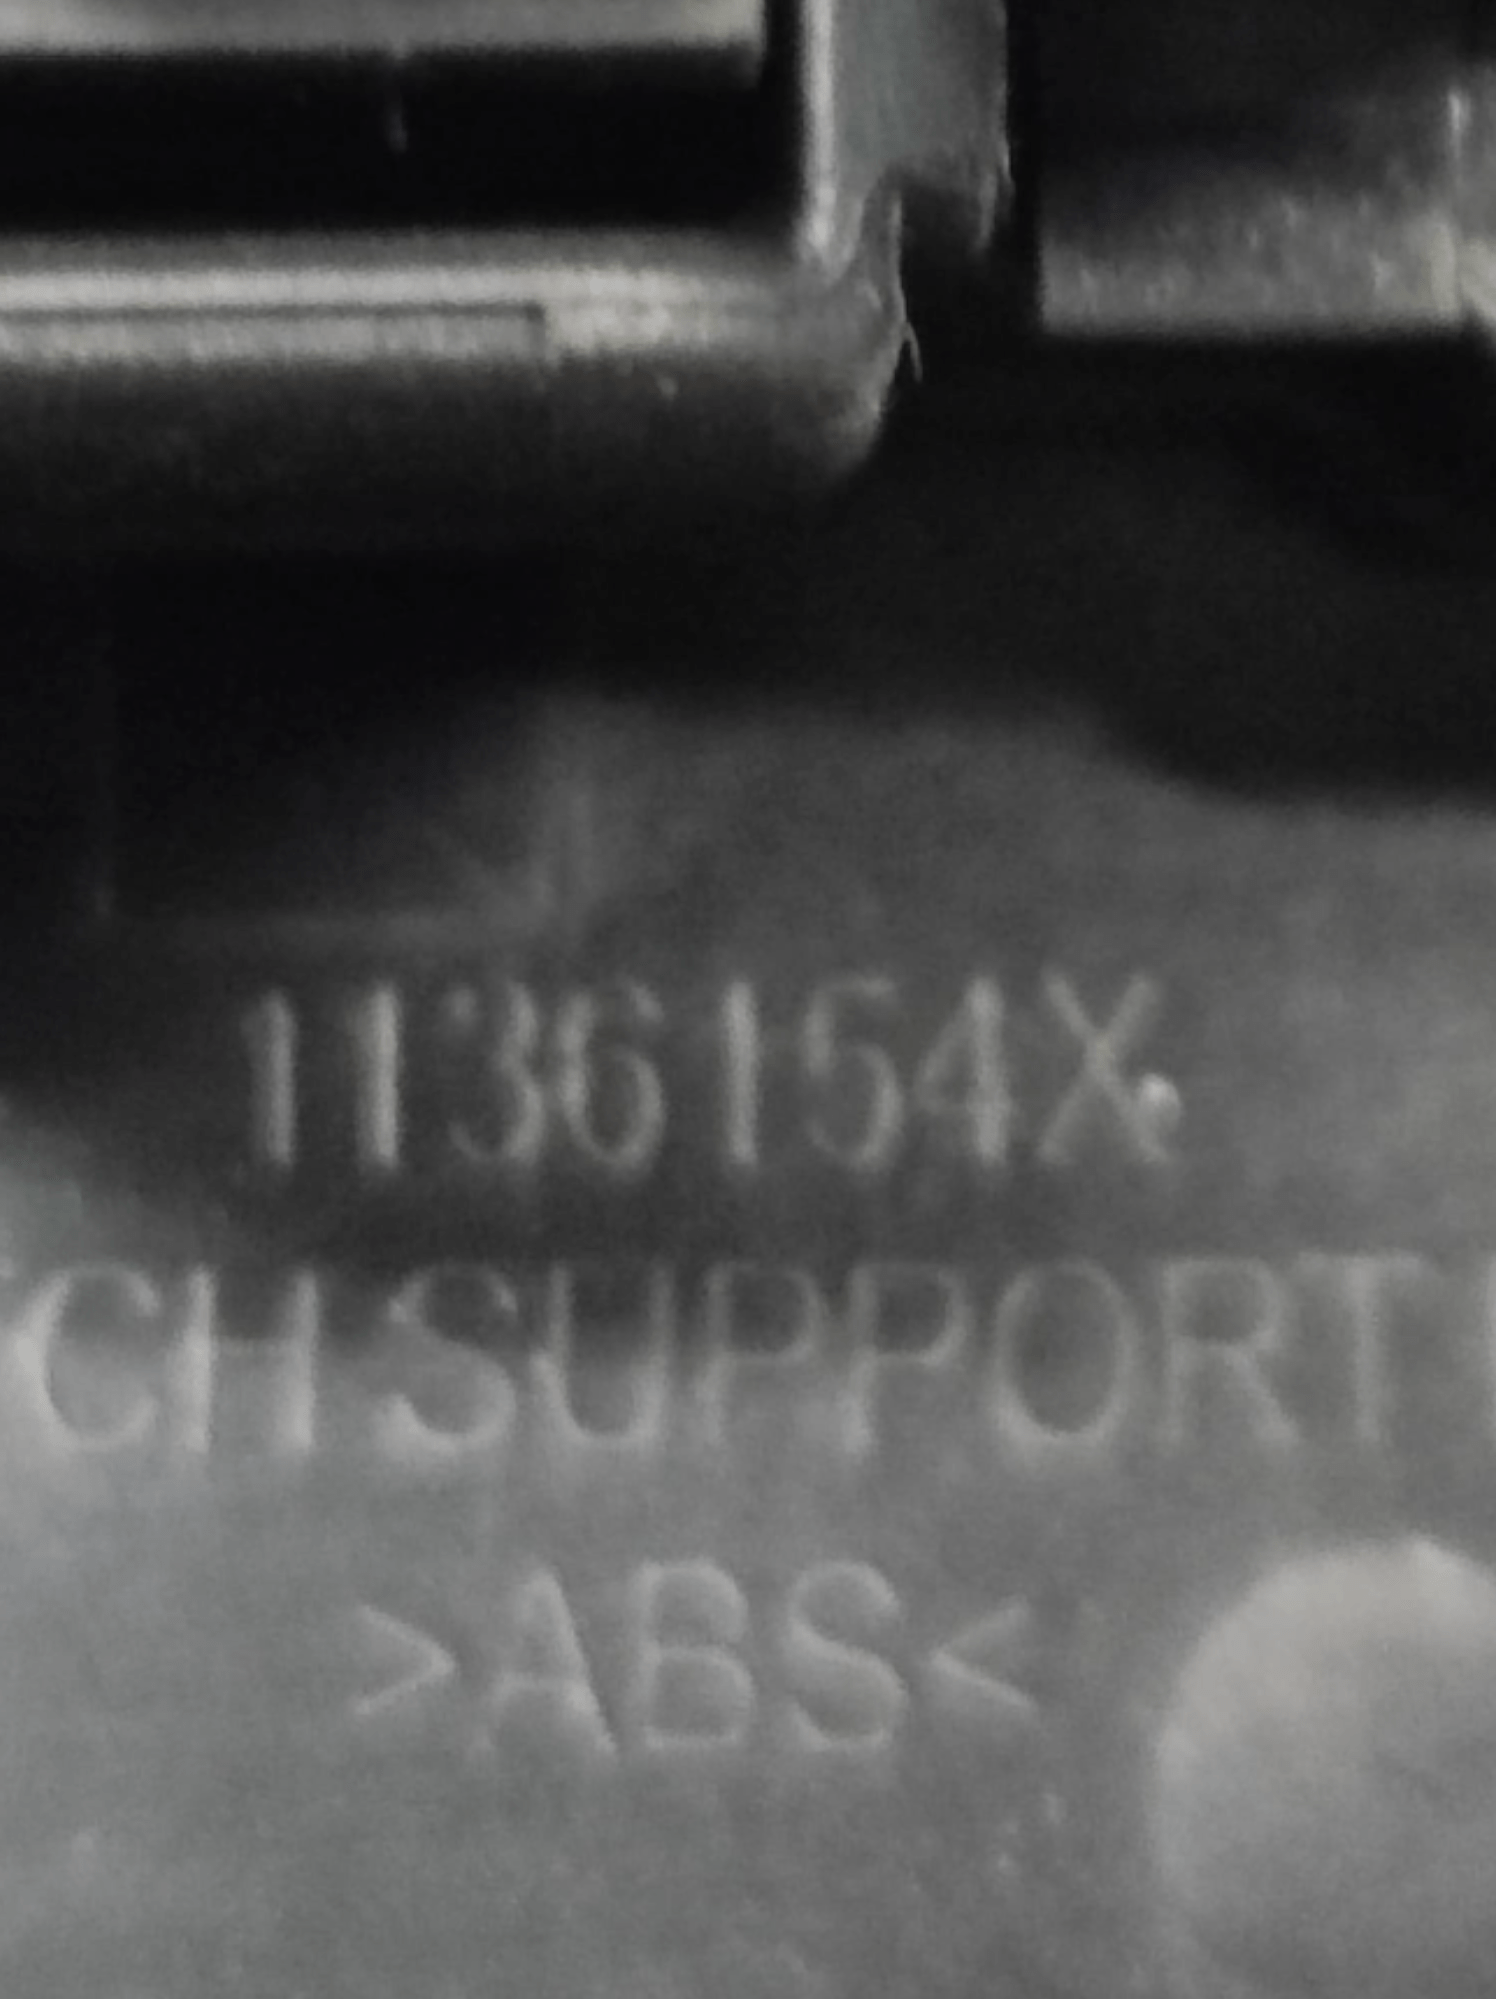 1136154X
CH SUPPORT
>ABS<